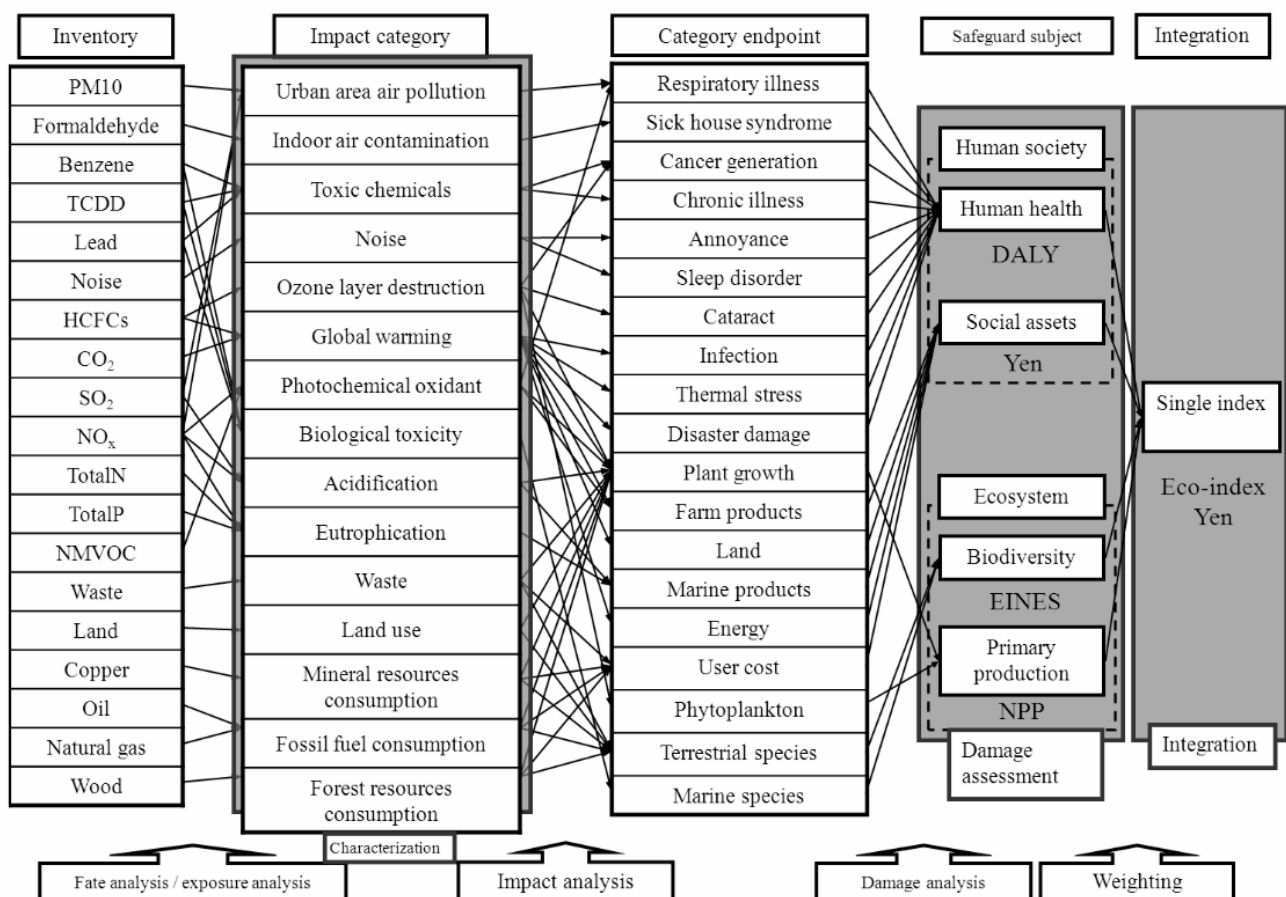 Inventory
Impact category
Category endpoint
Safeguard subject
Integration
PM10
Formaldehyde
Benzene
TCDD
Lead
Noise
HCFCs
CO₂
SO₂
NOₓ
TotalN
TotalP
NMVOC
Waste
Land
Copper
Oil
Natural gas
Wood
Urban area air pollution
Indoor air contamination
Toxic chemicals
Noise
Ozone layer destruction
Global warming
Photochemical oxidant
Biological toxicity
Acidification
Eutrophication
Waste
Land use
Mineral resources
consumption
Fossil fuel consumption
Forest resources
consumption
Characterization
Respiratory illness
Sick house syndrome
Cancer generation
Chronic illness
Annoyance
Sleep disorder
Cataract
Infection
Thermal stress
Disaster damage
Plant growth
Farm products
Land
Marine products
Energy
User cost
Phytoplankton
Terrestrial species
Marine species
Human society
Human health
DALY
Social assets
Yen
Ecosystem
Biodiversity
EINES
Primary
production
NPP
Damage
assessment
Single index
Eco-index
Yen
Integration
Fate analysis / exposure analysis
Impact analysis
Damage analysis
Weighting